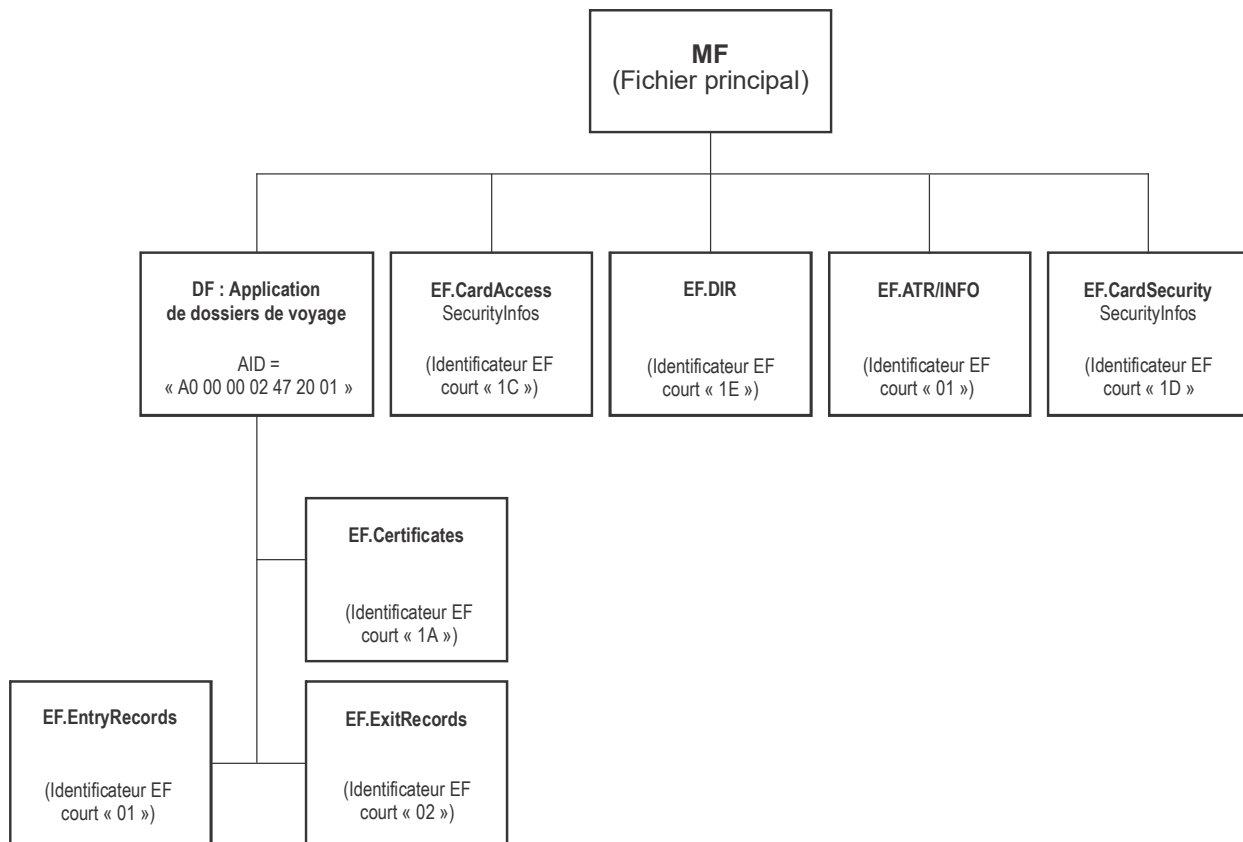 MF
(Fichier principal)
DF : Application
de dossiers de voyage
AID =
« A0 00 00 02 47 20 01 »
EF.CardAccess
SecurityInfos
(Identificateur EF
court « 1C »)
EF.DIR
(Identificateur EF
court « 1E »)
EF.ATR/INFO
(Identificateur EF
court « 01 »)
EF.CardSecurity
SecurityInfos
(Identificateur EF
court « 1D »
EF.Certificates
(Identificateur EF
court « 1A »)
EF.EntryRecords
(Identificateur EF
court « 01 »)
EF.ExitRecords
(Identificateur EF
court « 02 »)